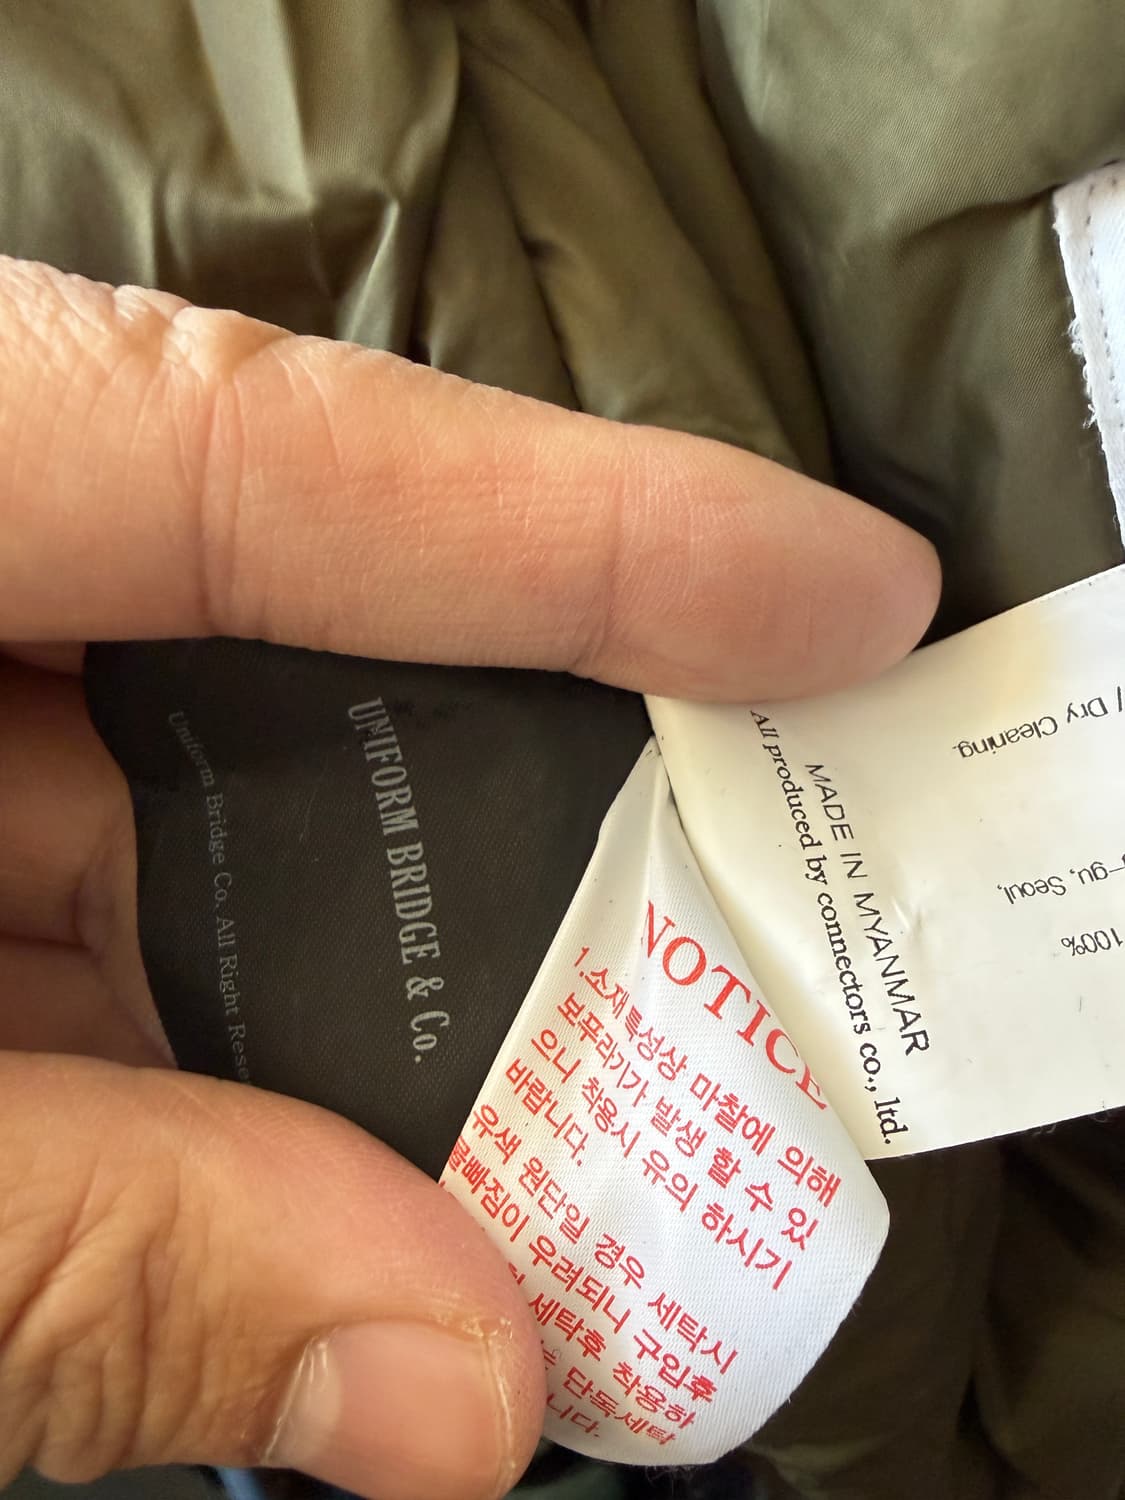 UNIFORM BRIDGE & Co.
Uniform Bridge Co. All Right Rese
NOTICE
1.소재특성상 마찰에 의해
보푸라기가 발생 할 수 있
으니 착용시 유의 하시기
바랍니다.
유색 원단일 경우 세탁시
물빠짐이 우려되니 구입후
세탁후 착용하
단독세탁
니다.
MADE IN MYANMAR
All produced by connectors co., ltd.
/ Dry Cleaning.
-gu, Seoul,
100%